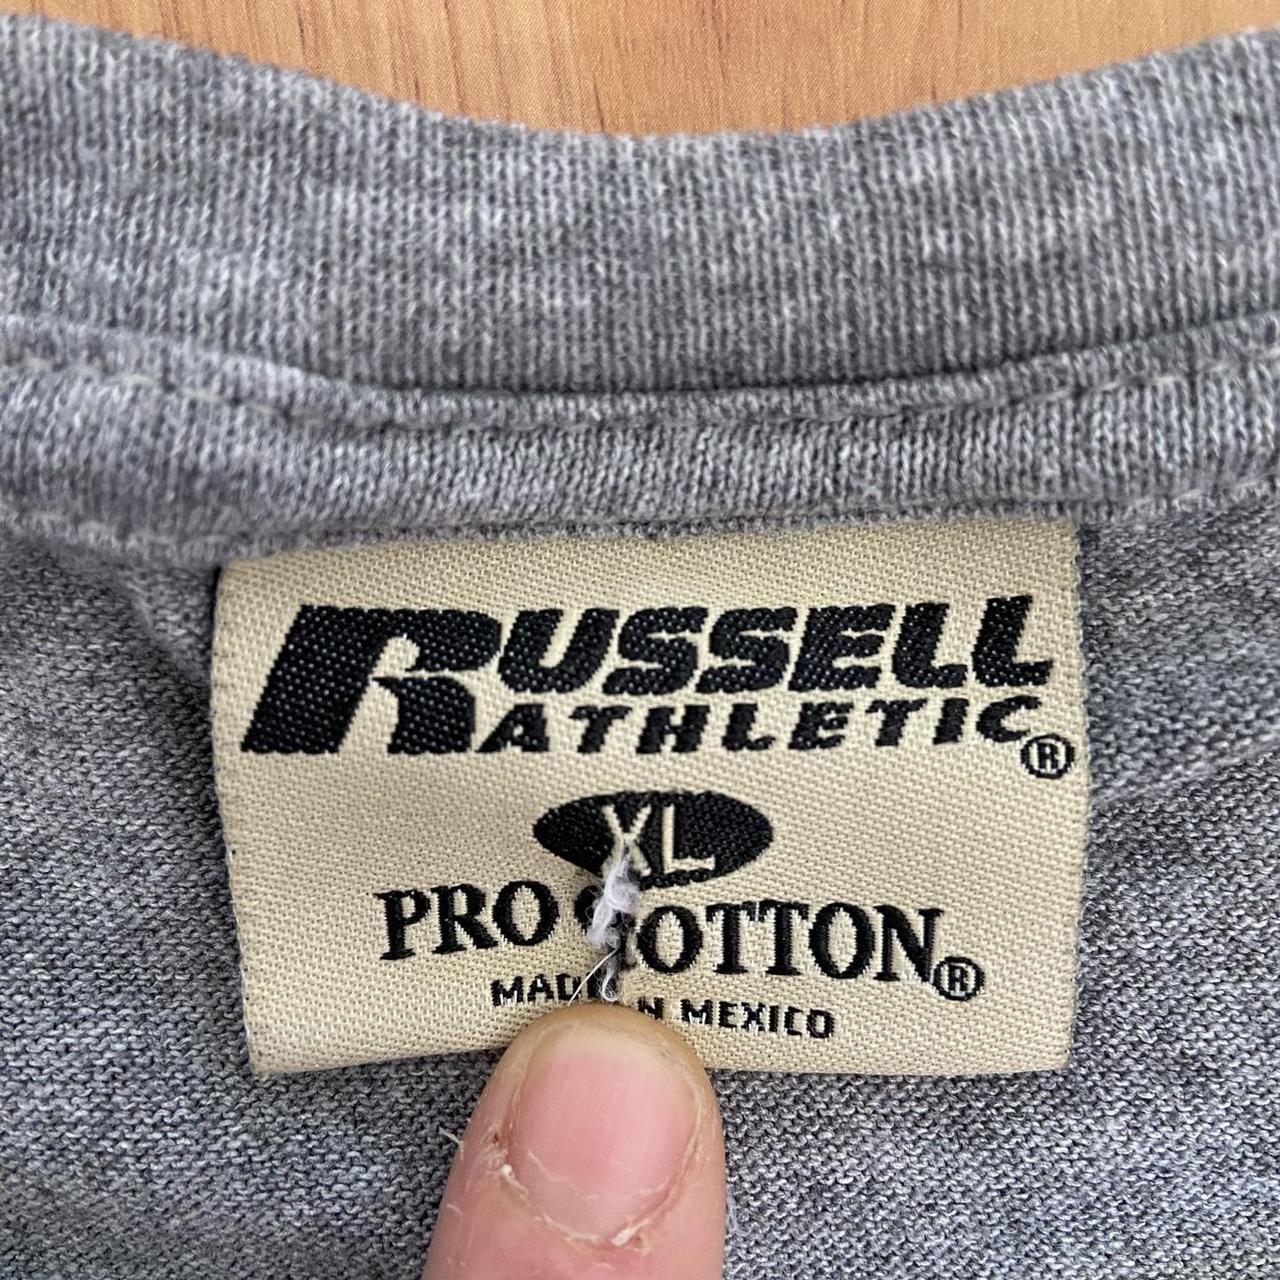 RUSSELL
ATHLETIC®
XL
PRO COTTON®
MADE IN MEXICO